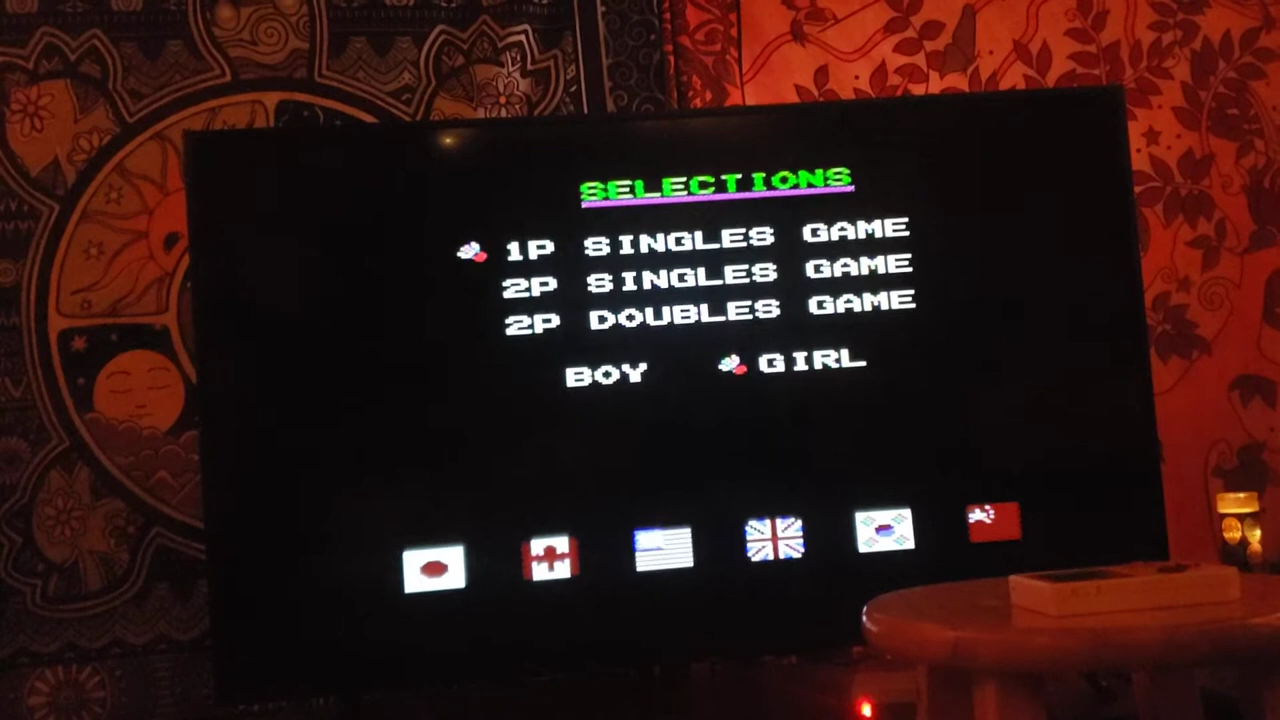 SELECTIONS
1P SINGLES GAME
2P SINGLES GAME
2P DOUBLES GAME
BOY GIRL